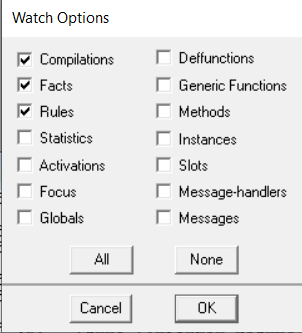 Watch Options
Compilations
Deffunctions
Facts
Generic Functions
Rules
Methods
Statistics
Instances
Activations
Slots
Focus
Message-handlers
Globals
Messages
All
None
Cancel
OK